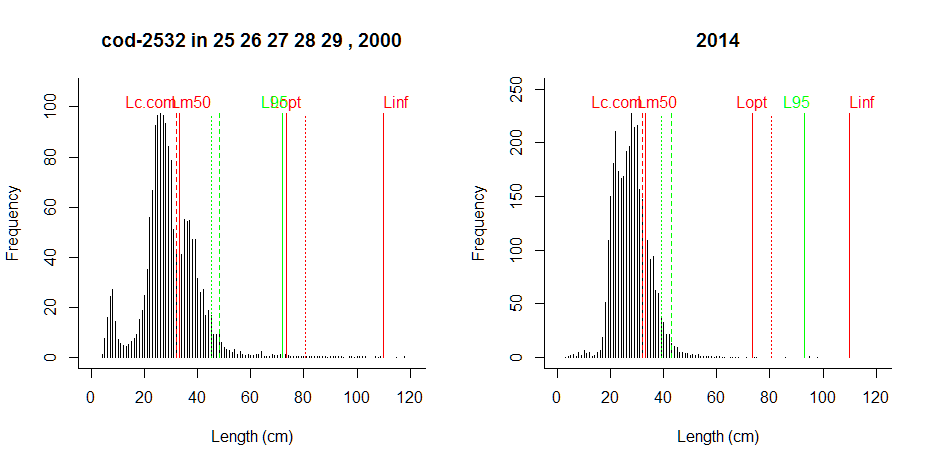 cod-2532 in 25 26 27 28 29 , 2000
Lc.com Lm50 L95 Lopt Linf
Frequency
0 20 40 60 80 100
0 20 40 60 80 100 120
Length (cm)
2014
Lc.com Lm50 Lopt L95 Linf
Frequency
0 50 100 150 200 250
0 20 40 60 80 100 120
Length (cm)